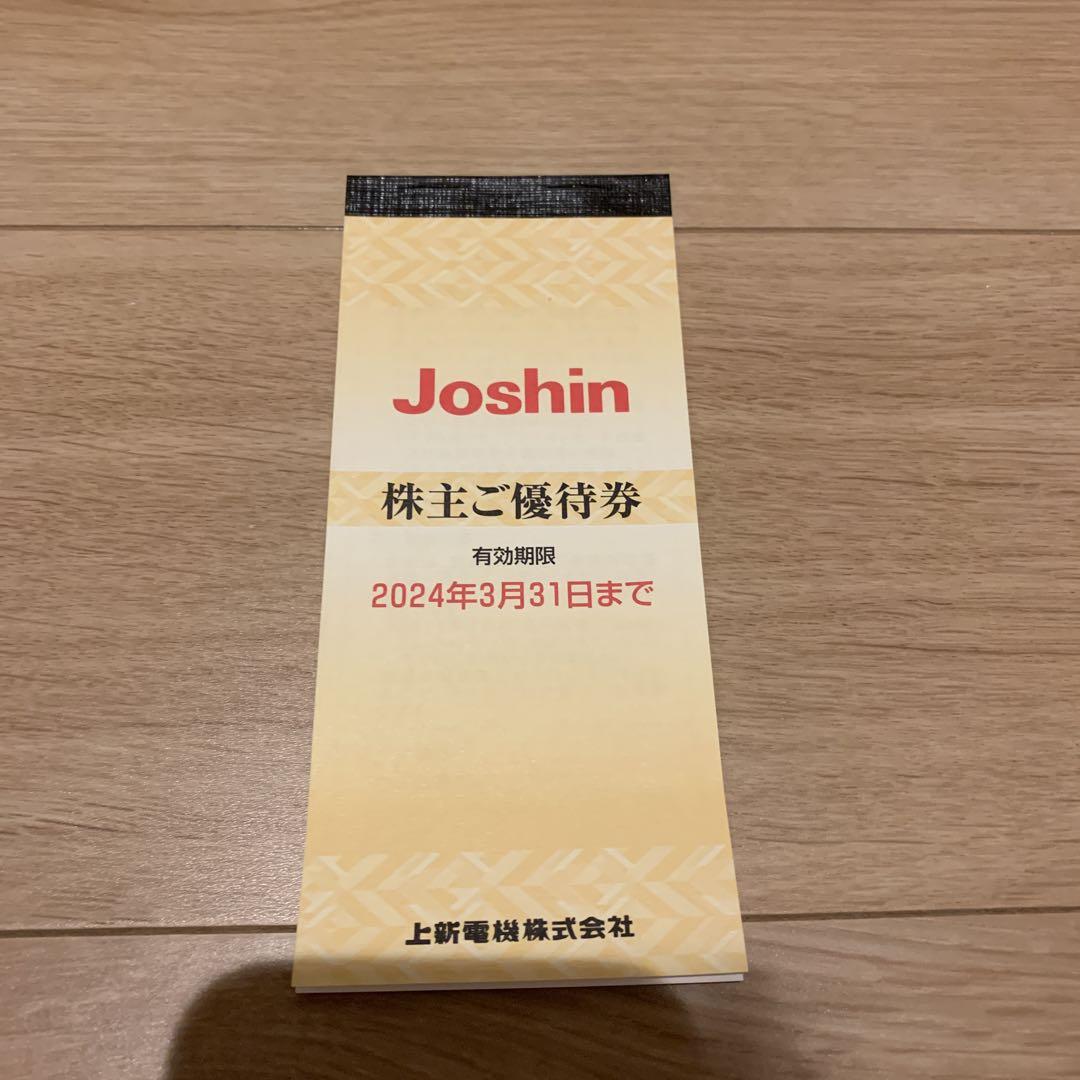 Joshin
株主ご優待券
有効期限
2024年3月31日まで
上新電機株式会社